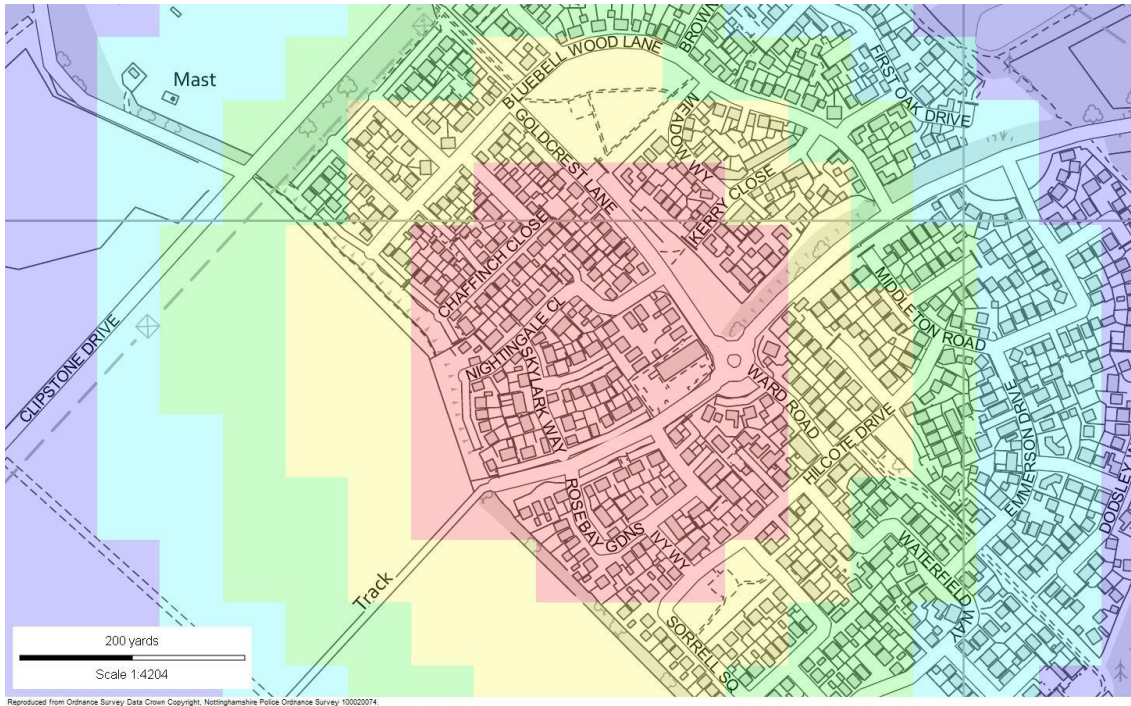 BROWN
BLUEBELL WOOD LANE
FIRST OAK DRIVE
Mast
GOLDCREST LANE
MEADOW WY
KERRY CLOSE
CHAFFINCH CLOSE
MIDDLETON ROAD
CLIPSTONE DRIVE
NIGHTINGALE CL
SKYLARK WAY
WARD ROAD
HILCOTE DRIVE
EMMERSON DRIVE
DODSLEY
ROSEBAY GDNS
IVY WY
WATERFIELD WAY
Track
SORRELL SQ
200 yards
Scale 1:4204
Reproduced from Ordnance Survey Data Crown Copyright, Nottinghamshire Police Ordnance Survey 100020074.